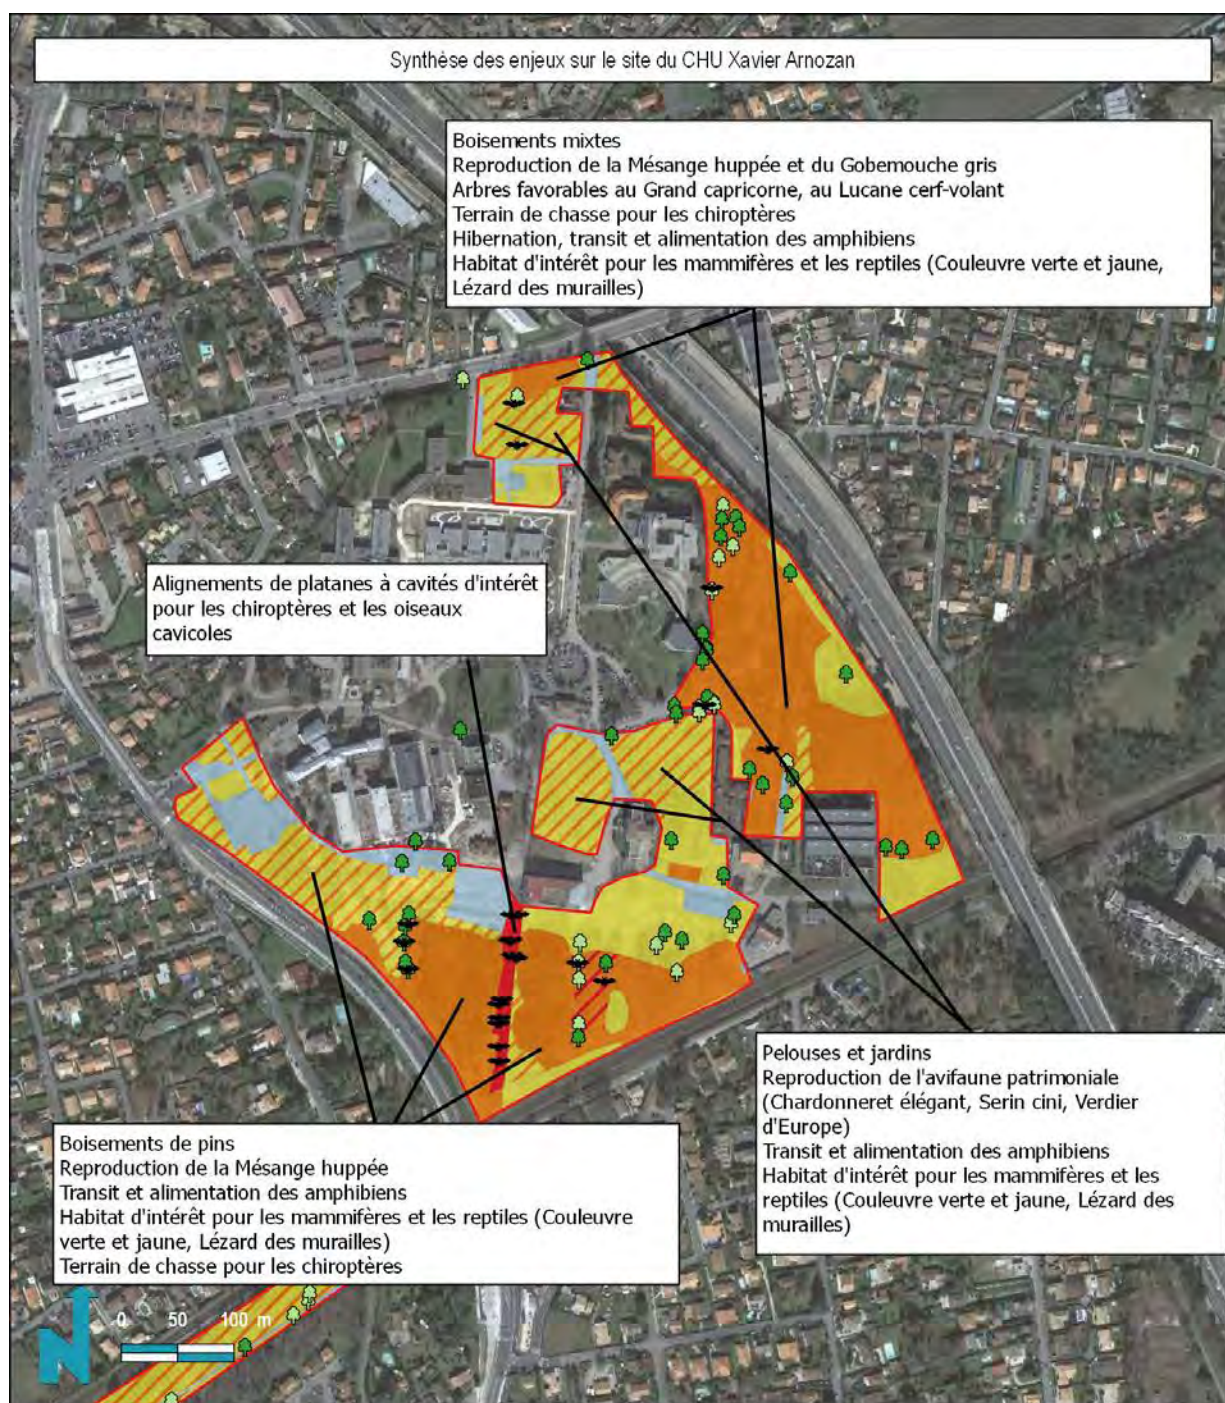 Synthèse des enjeux sur le site du CHU Xavier Arnozan
Boisements mixtes
Reproduction de la Mésange huppée et du Gobemouche gris
Arbres favorables au Grand capricorne, au Lucane cerf-volant
Terrain de chasse pour les chiroptères
Hibernation, transit et alimentation des amphibiens
Habitat d'intérêt pour les mammifères et les reptiles (Couleuvre verte et jaune,
Lézard des murailles)
Alignements de platanes à cavités d'intérêt
pour les chiroptères et les oiseaux
cavicoles
Pelouses et jardins
Reproduction de l'avifaune patrimoniale
(Chardonneret élégant, Serin cini, Verdier
d'Europe)
Transit et alimentation des amphibiens
Habitat d'intérêt pour les mammifères et les
reptiles (Couleuvre verte et jaune, Lézard des
murailles)
Boisements de pins
Reproduction de la Mésange huppée
Transit et alimentation des amphibiens
Habitat d'intérêt pour les mammifères et les reptiles (Couleuvre
verte et jaune, Lézard des murailles)
Terrain de chasse pour les chiroptères
0 50 100 m
N